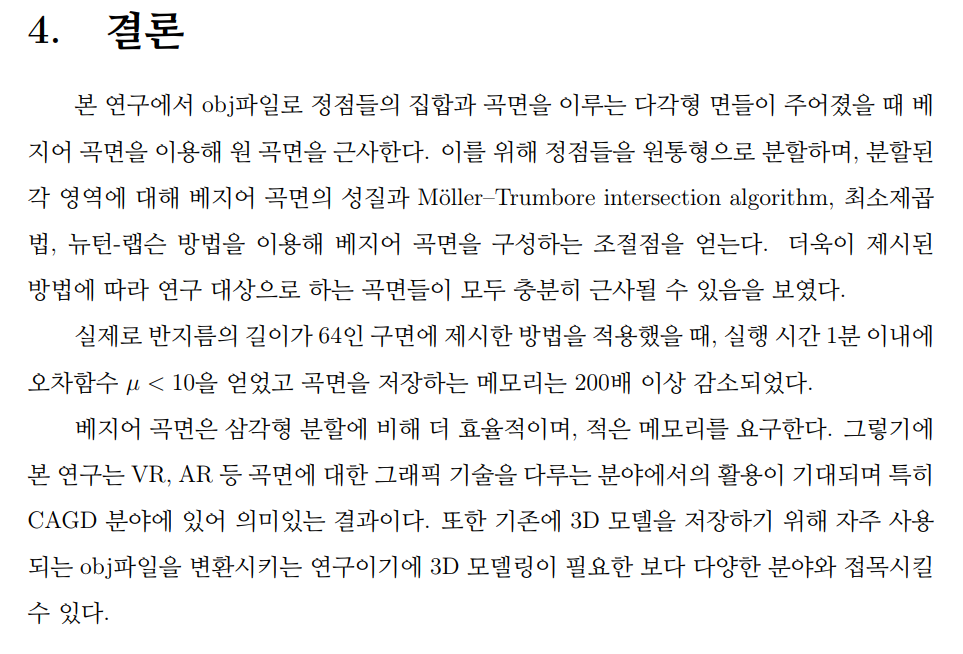 4. 결론
본 연구에서 obj파일로 정점들의 집합과 곡면을 이루는 다각형 면들이 주어졌을 때 베
지어 곡면을 이용해 원 곡면을 근사한다. 이를 위해 정점들을 원통형으로 분할하며, 분할된
각 영역에 대해 베지어 곡면의 성질과 Möller–Trumbore intersection algorithm, 최소제곱
법, 뉴턴-랩슨 방법을 이용해 베지어 곡면을 구성하는 조절점을 얻는다. 더욱이 제시된
방법에 따라 연구 대상으로 하는 곡면들이 모두 충분히 근사될 수 있음을 보였다.
실제로 반지름의 길이가 64인 구면에 제시한 방법을 적용했을 때, 실행 시간 1분 이내에
오차함수 μ < 10을 얻었고 곡면을 저장하는 메모리는 200배 이상 감소되었다.
베지어 곡면은 삼각형 분할에 비해 더 효율적이며, 적은 메모리를 요구한다. 그렇기에
본 연구는 VR, AR 등 곡면에 대한 그래픽 기술을 다루는 분야에서의 활용이 기대되며 특히
CAGD 분야에 있어 의미있는 결과이다. 또한 기존에 3D 모델을 저장하기 위해 자주 사용
되는 obj파일을 변환시키는 연구이기에 3D 모델링이 필요한 보다 다양한 분야와 접목시킬
수 있다.